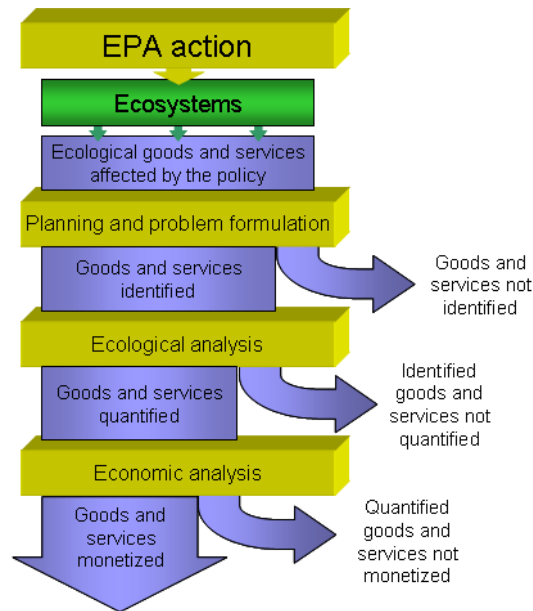 EPA action
Ecosystems
Ecological goods and services
affected by the policy
Planning and problem formulation
Goods and services
identified
Goods and
services not
identified
Ecological analysis
Goods and services
quantified
Identified
goods and
services not
quantified
Economic analysis
Goods and
services
monetized
Quantified
goods and
services not
monetized